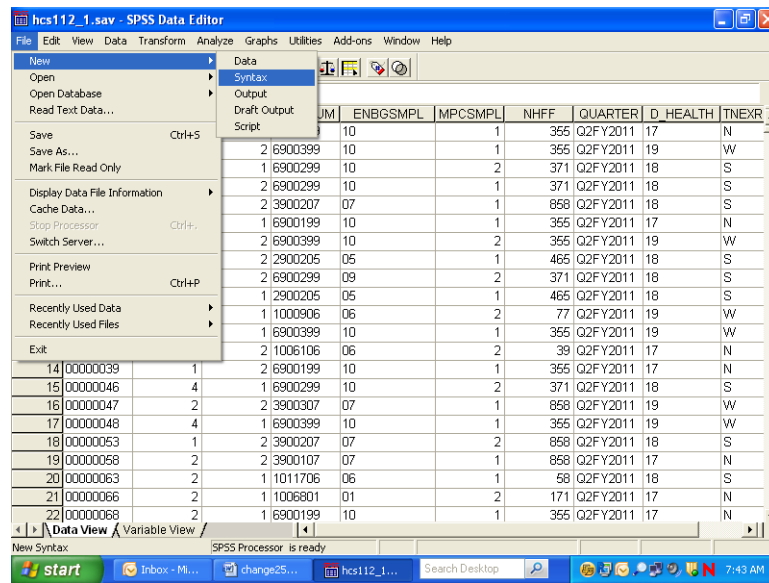 hcs112_1.sav - SPSS Data Editor
File Edit View Data Transform Analyze Graphs Utilities Add-ons Window Help
New
Open
Open Database
Read Text Data...
Save Ctrl+S
Save As...
Mark File Read Only
Display Data File Information
Cache Data...
Stop Processor Ctrl+.
Switch Server...
Print Preview
Print... Ctrl+P
Recently Used Data
Recently Used Files
Exit
Data
Syntax
Output
Draft Output
Script
UM ENBGSMPL MPCSMPL NHFF QUARTER D_HEALTH TNEXR
9 10 1 355 Q2FY2011 17 N
2 6900399 10 1 355 Q2FY2011 19 W
1 6900299 10 2 371 Q2FY2011 18 S
2 6900299 10 1 371 Q2FY2011 18 S
2 3900207 07 1 858 Q2FY2011 18 S
1 6900199 10 1 355 Q2FY2011 17 N
2 6900399 10 2 355 Q2FY2011 19 W
2 2900205 05 1 465 Q2FY2011 18 S
2 6900299 09 2 371 Q2FY2011 18 S
1 2900205 05 1 465 Q2FY2011 18 S
1 1000906 06 2 77 Q2FY2011 19 W
1 6900399 10 1 355 Q2FY2011 19 W
2 1006106 06 2 39 Q2FY2011 17 N
14 00000039 1 2 6900199 10 1 355 Q2FY2011 17 N
15 00000046 4 1 6900299 10 2 371 Q2FY2011 18 S
16 00000047 2 2 3900307 07 1 858 Q2FY2011 19 W
17 00000048 4 1 6900399 10 1 355 Q2FY2011 19 W
18 00000053 1 2 3900207 07 2 858 Q2FY2011 18 S
19 00000058 2 2 3900107 07 1 858 Q2FY2011 17 N
20 00000063 2 1 1011706 06 1 58 Q2FY2011 18 S
21 00000066 2 1 1006801 01 2 171 Q2FY2011 17 N
22 00000068 2 1 6900199 10 1 355 Q2FY2011 17 N
Data View Variable View
New Syntax SPSS Processor is ready
start Inbox - Mi... change25... hcs112_1... Search Desktop 7:43 AM